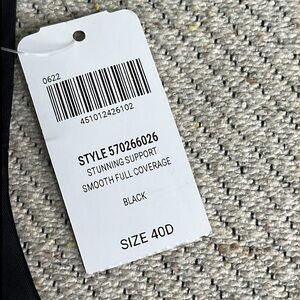 0622
451012426102
STYLE 570266026
STUNNING SUPPORT
SMOOTH FULL COVERAGE
BLACK
SIZE 40D